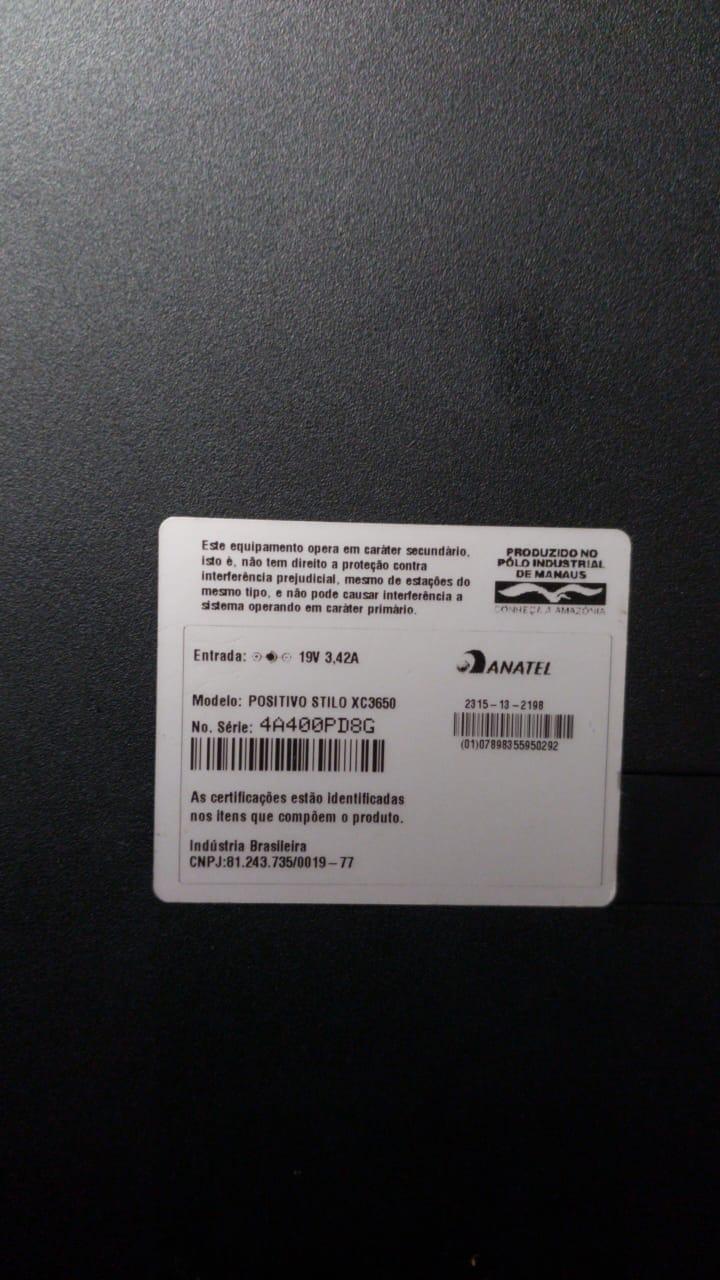 Este equipamento opera em caráter secundário,
isto é, não tem direito a proteção contra
interferência prejudicial, mesmo de estações do
mesmo tipo, e não pode causar interferência a
sistema operando em caráter primário.
PRODUZIDO NO
PÓLO INDUSTRIAL
DE MANAUS
CONHEÇA A AMAZÔNIA
Entrada: 19V 3,42A
ANATEL
Modelo: POSITIVO STILO XC3650
No. Série: 4A400PD8G
2315-13-2198
(01)07898355950292
As certificações estão identificadas
nos itens que compõem o produto.
Indústria Brasileira
CNPJ:81.243.735/0019-77